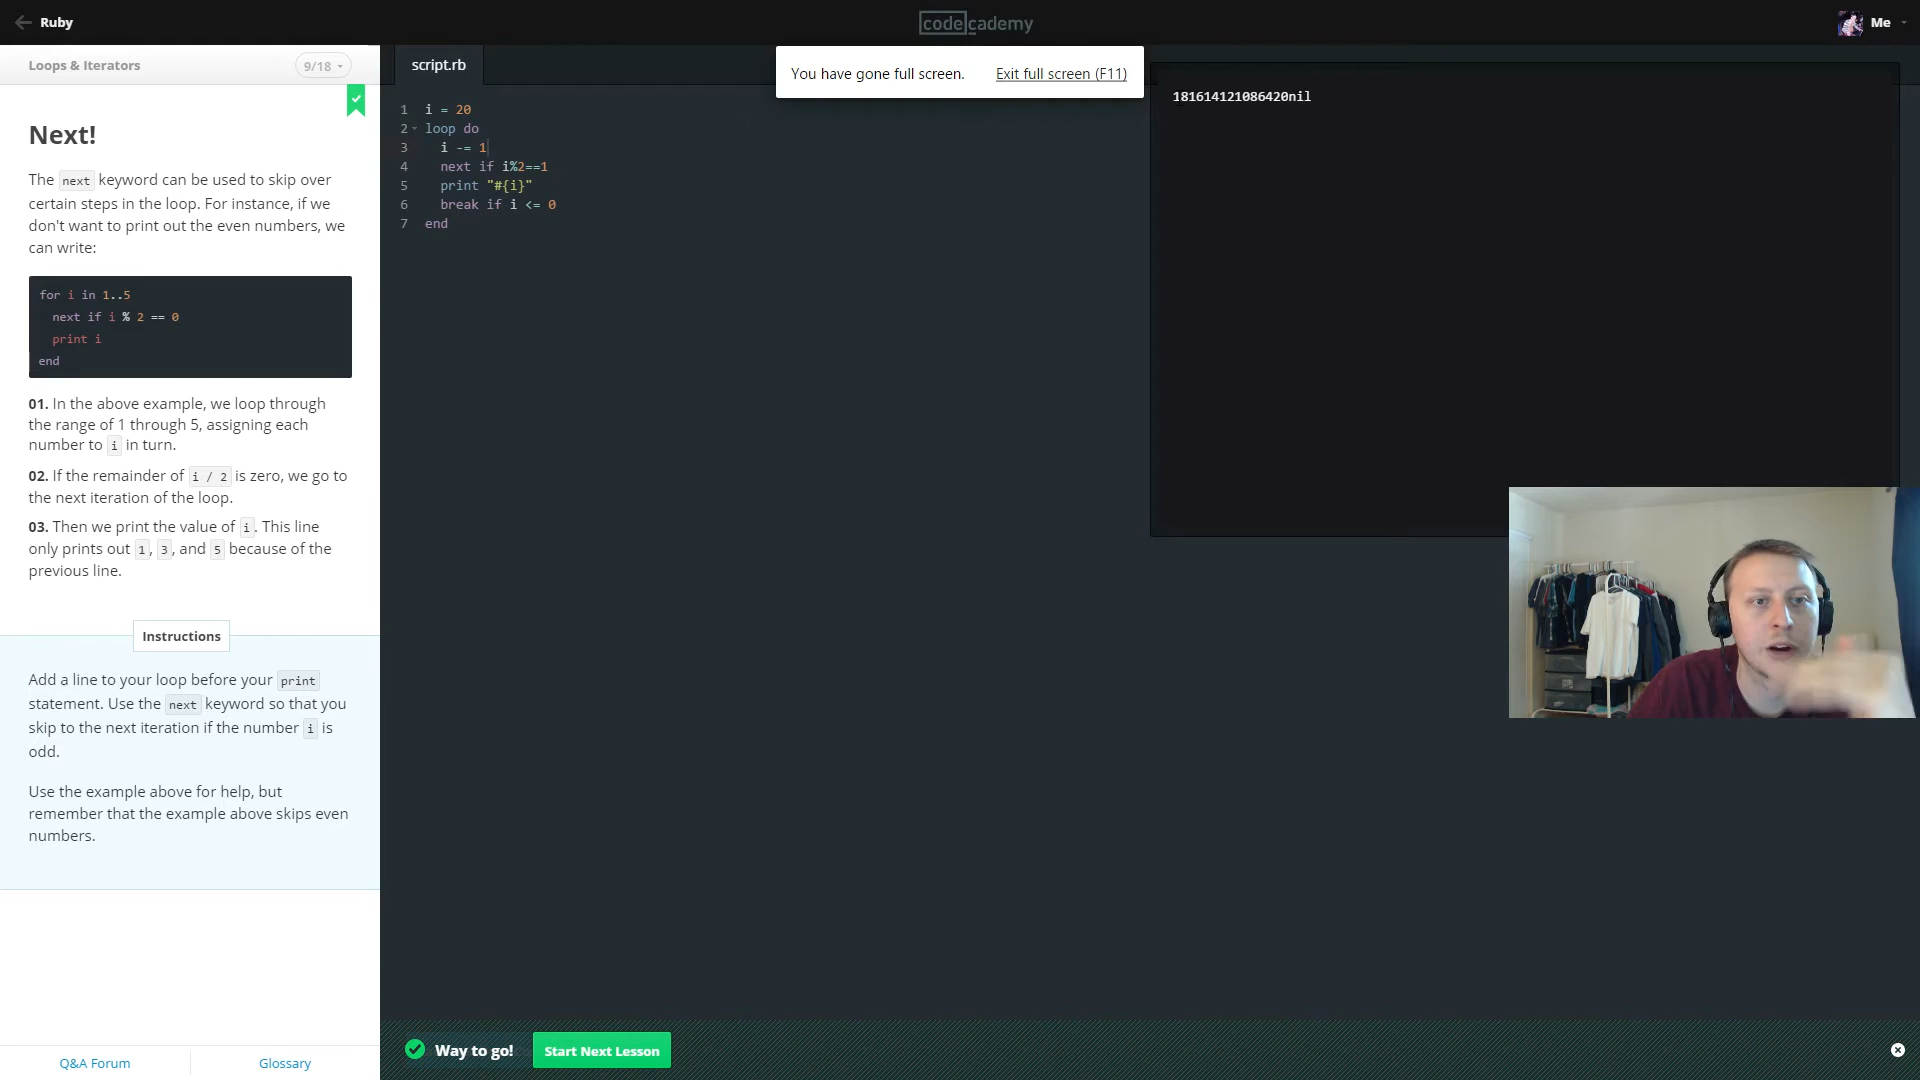 Ruby
codecademy
Me
Loops & Iterators
9/18
script.rb
You have gone full screen. Exit full screen (F11)
Next!
The next keyword can be used to skip over
certain steps in the loop. For instance, if we
don't want to print out the even numbers, we
can write:
for i in 1..5
next if i % 2 == 0
print i
end
01. In the above example, we loop through
the range of 1 through 5, assigning each
number to i in turn.
02. If the remainder of i / 2 is zero, we go to
the next iteration of the loop.
03. Then we print the value of i. This line
only prints out 1, 3, and 5 because of the
previous line.
Instructions
Add a line to your loop before your print
statement. Use the next keyword so that you
skip to the next iteration if the number i is
odd.
Use the example above for help, but
remember that the example above skips even
numbers.
Q&A Forum
Glossary
1 i = 20
2 loop do
3 i -= 1
4 next if i%2==1
5 print "#{i}"
6 break if i <= 0
7 end
181614121086420nil
Way to go!
Start Next Lesson